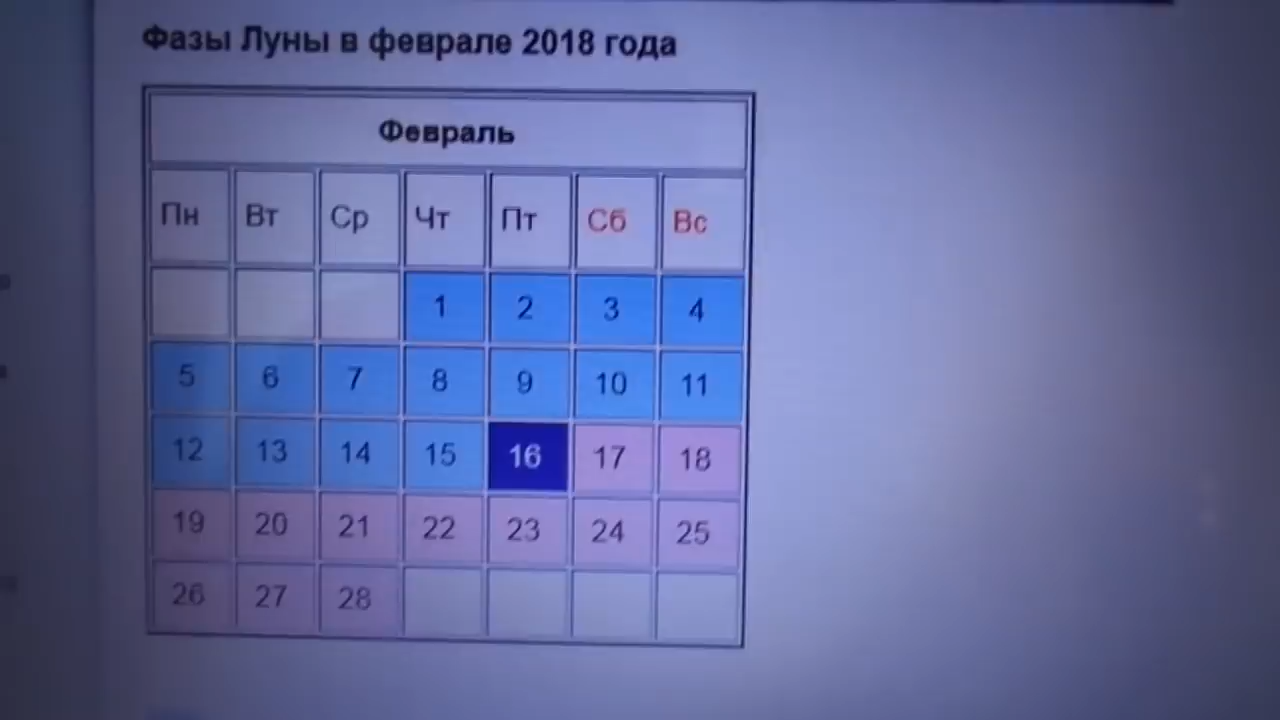 Фазы Луны в феврале 2018 года
Февраль
Пн Вт Ср Чт Пт Сб Вс
1 2 3 4
5 6 7 8 9 10 11
12 13 14 15 16 17 18
19 20 21 22 23 24 25
26 27 28